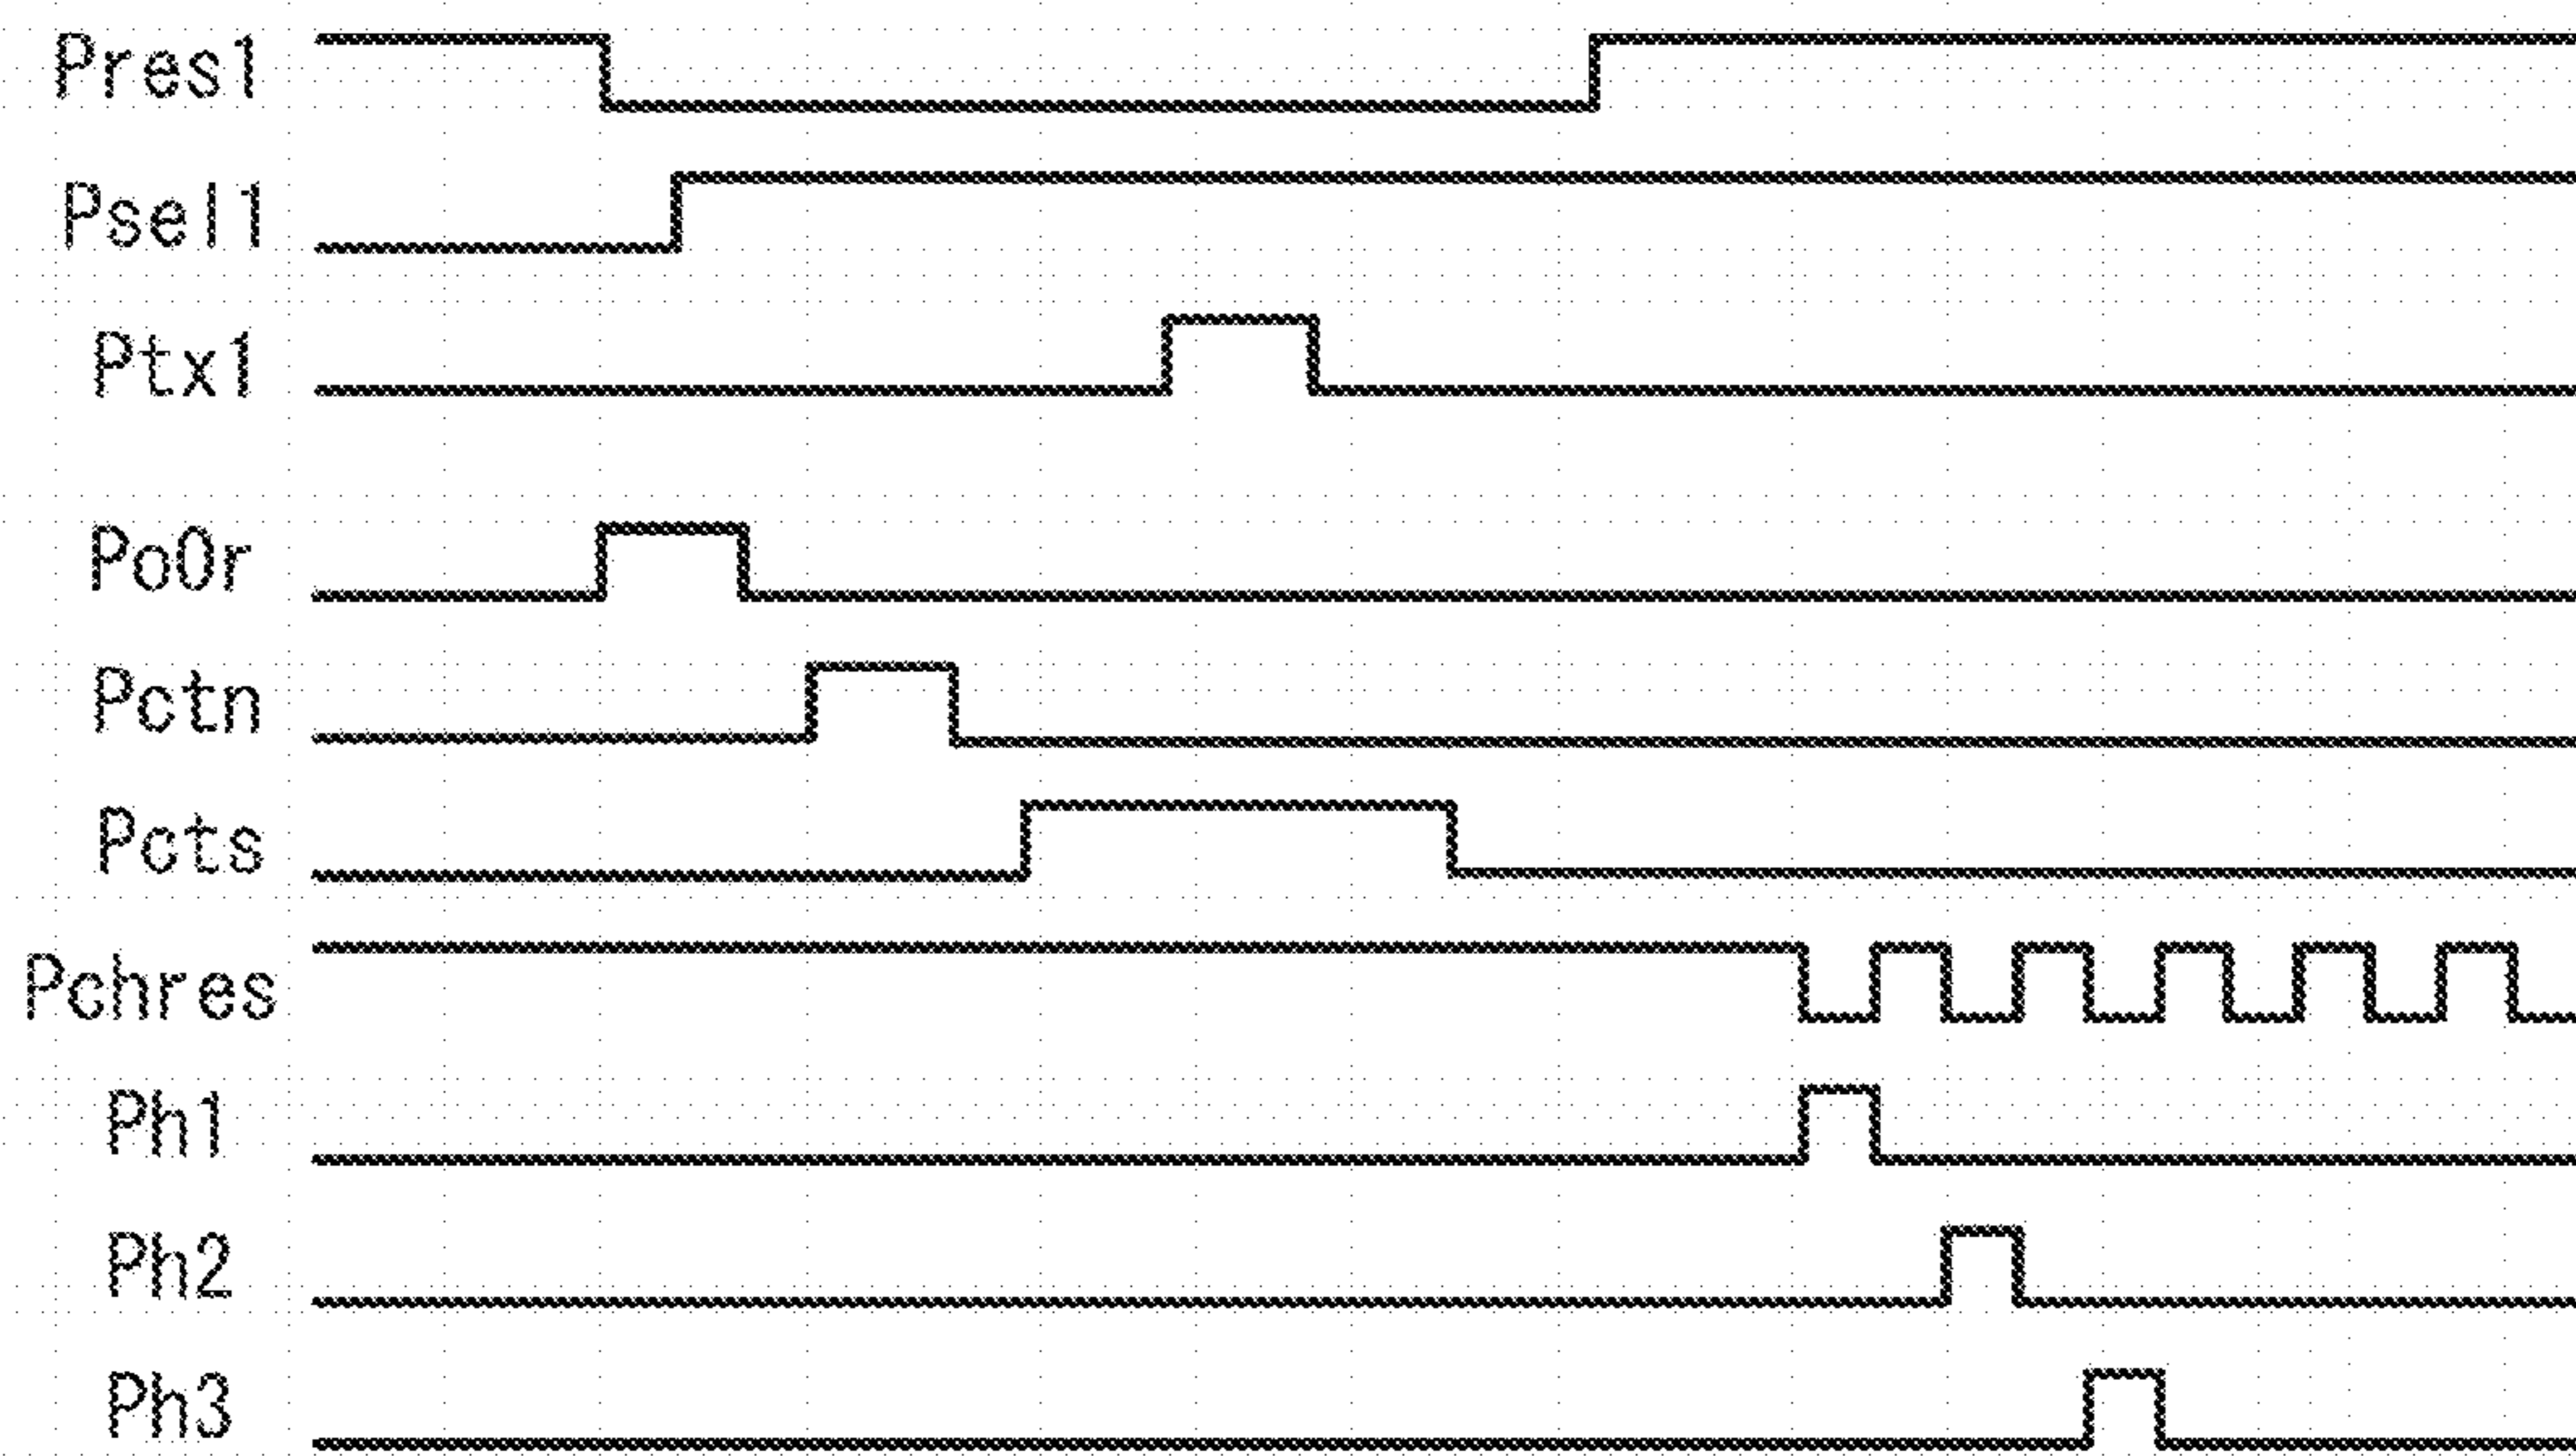 Pres1
Psel1
Ptx1
Po0r
Pctn
Pcts
Pchres
Ph1
Ph2
Ph3